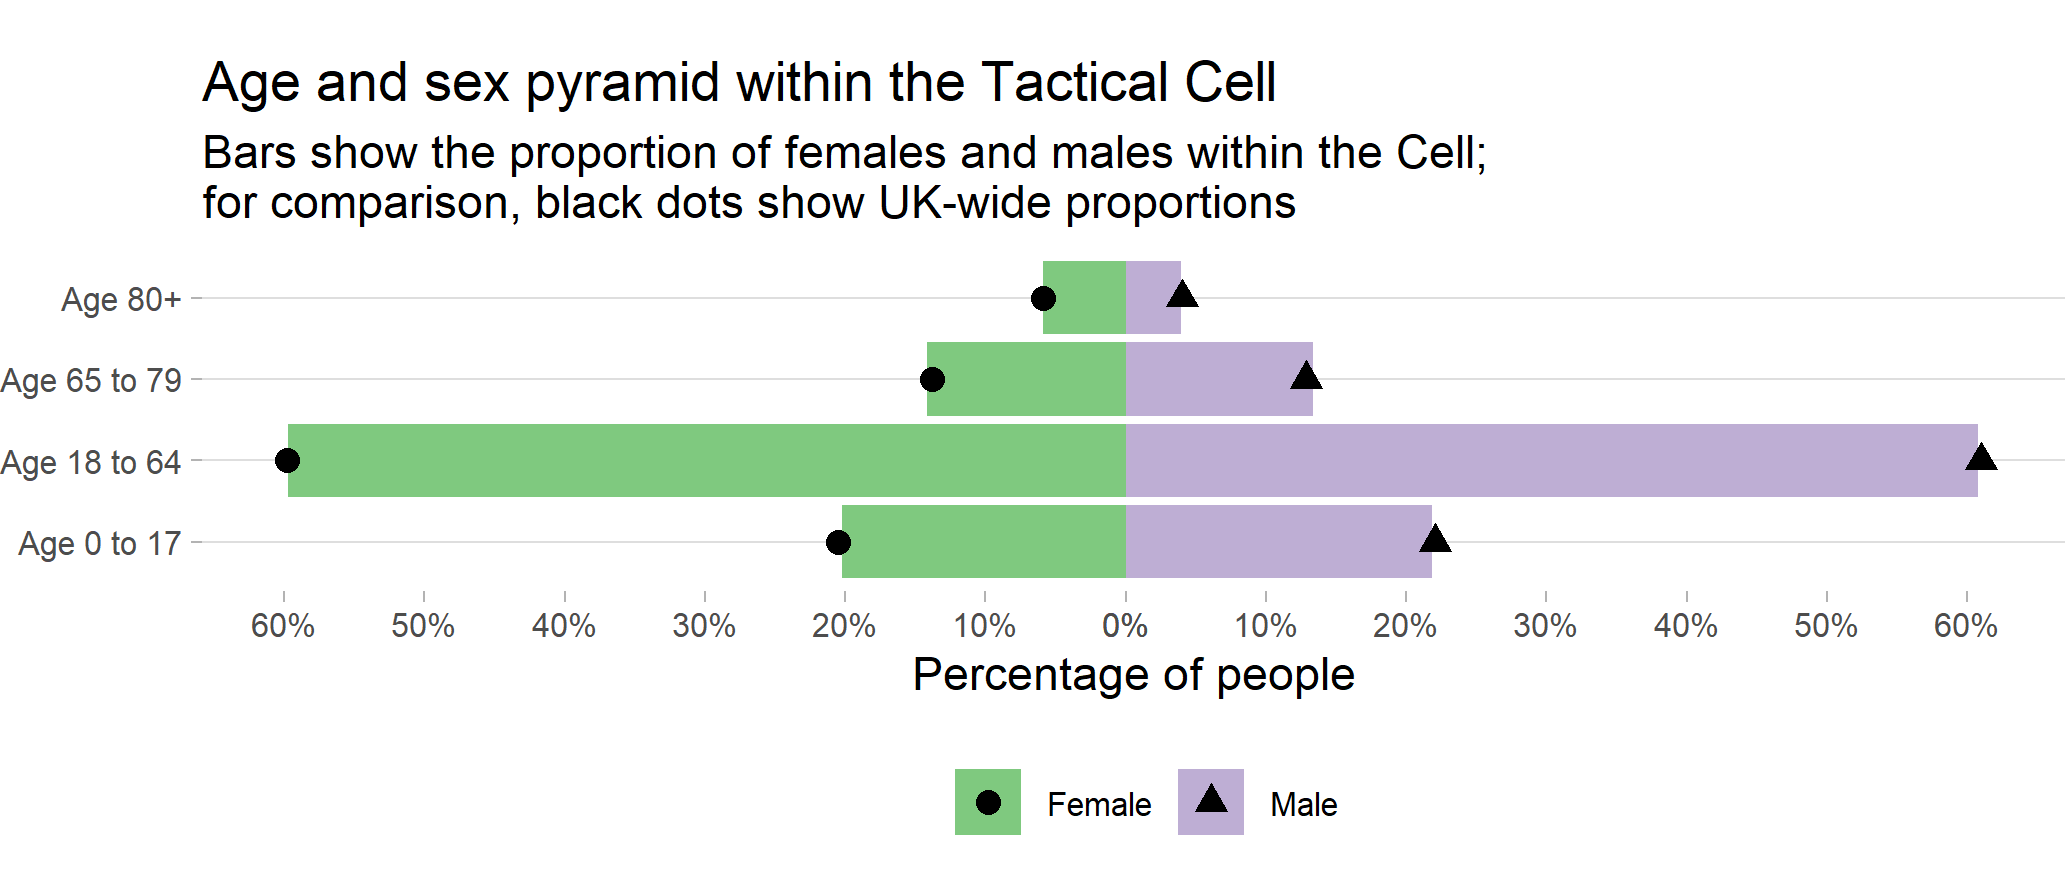 Age and sex pyramid within the Tactical Cell
Bars show the proportion of females and males within the Cell;
for comparison, black dots show UK-wide proportions
Age 80+
Age 65 to 79
Age 18 to 64
Age 0 to 17
60% 50% 40% 30% 20% 10% 0% 10% 20% 30% 40% 50% 60%
Percentage of people
Female Male